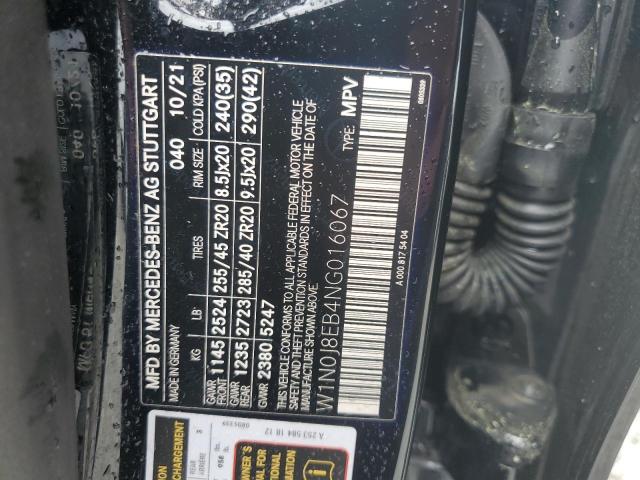 MFD BY MERCEDES-BENZ AG STUTTGART
MADE IN GERMANY 040 10/21
KG LB TIRES RIM SIZE COLD KPA(PSI)
GAWR FRONT 1145 2524 255/45 ZR20 8.5Jx20 240(35)
GAWR REAR 1235 2723 285/40 ZR20 9.5Jx20 290(42)
GVWR 2380 5247
THIS VEHICLE CONFORMS TO ALL APPLICABLE FEDERAL MOTOR VEHICLE
SAFETY AND THEFT PREVENTION STANDARDS IN EFFECT ON THE DATE OF
MANUFACTURE SHOWN ABOVE.
TYPE: MPV
W1N0J8EB4NG016067
A 000 817 54 04
A 253 584 18 12
REAR
ARRIÈRE